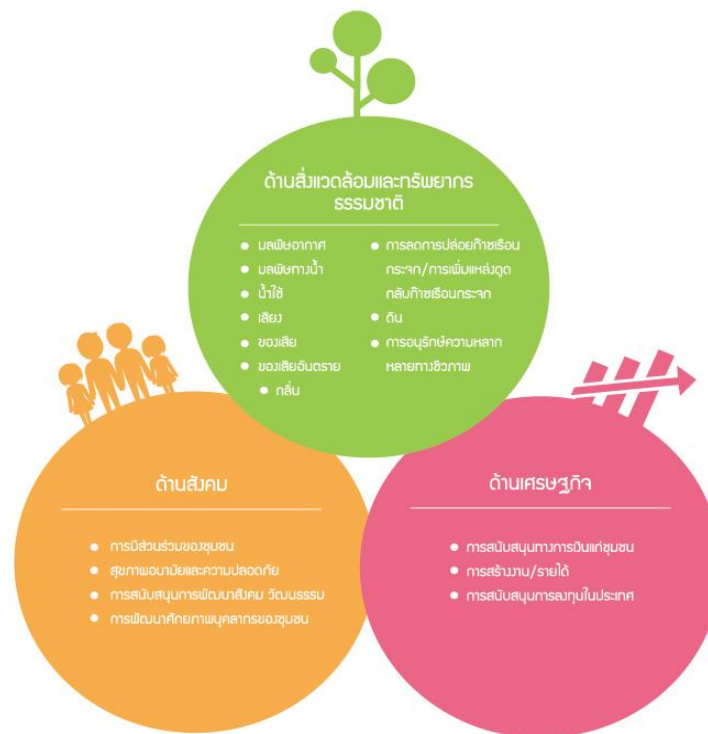 ด้านสิ่งแวดล้อมและทรัพยากร
ธรรมชาติ
• มลพิษอากาศ
• มลพิษทางน้ำ
• น้ำใช้
• เสียง
• ของเสีย
• ของเสียอันตราย
• กลิ่น
• การลดการปล่อยก๊าซเรือน
กระจก/การเพิ่มแหล่งดูด
กลับก๊าซเรือนกระจก
• ดิน
• การอนุรักษ์ความหลาก
หลายทางชีวภาพ
ด้านสังคม
• การมีส่วนร่วมของชุมชน
• สุขภาพอนามัยและความปลอดภัย
• การสนับสนุนการพัฒนาสังคม วัฒนธรรม
• การพัฒนาศักยภาพบุคลากรของชุมชน
ด้านเศรษฐกิจ
• การสนับสนุนทางการเงินแก่ชุมชน
• การสร้างงาน/รายได้
• การสนับสนุนการลงทุนในประเทศ